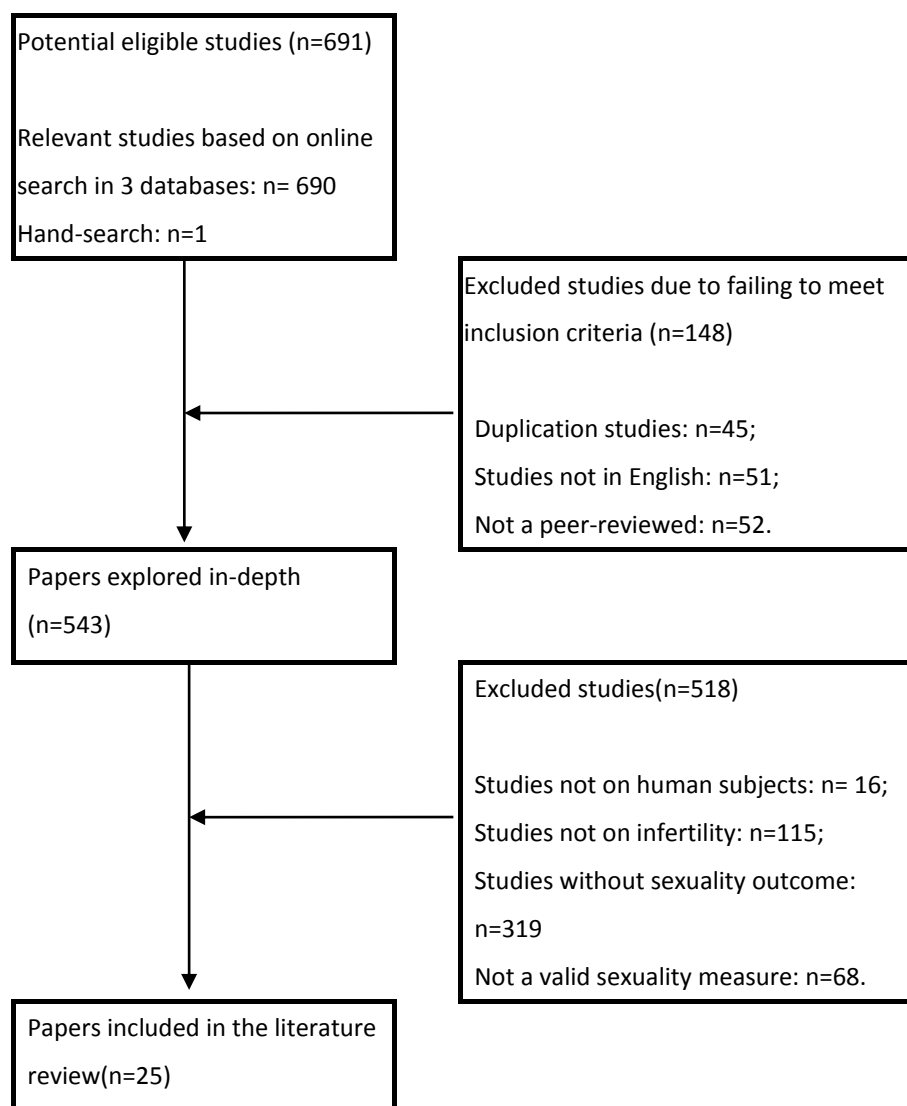 Potential eligible studies (n=691)
Relevant studies based on online
search in 3 databases: n= 690
Hand-search: n=1
Excluded studies due to failing to meet
inclusion criteria (n=148)
Duplication studies: n=45;
Studies not in English: n=51;
Not a peer-reviewed: n=52.
Papers explored in-depth
(n=543)
Excluded studies(n=518)
Studies not on human subjects: n= 16;
Studies not on infertility: n=115;
Studies without sexuality outcome:
n=319
Not a valid sexuality measure: n=68.
Papers included in the literature
review(n=25)